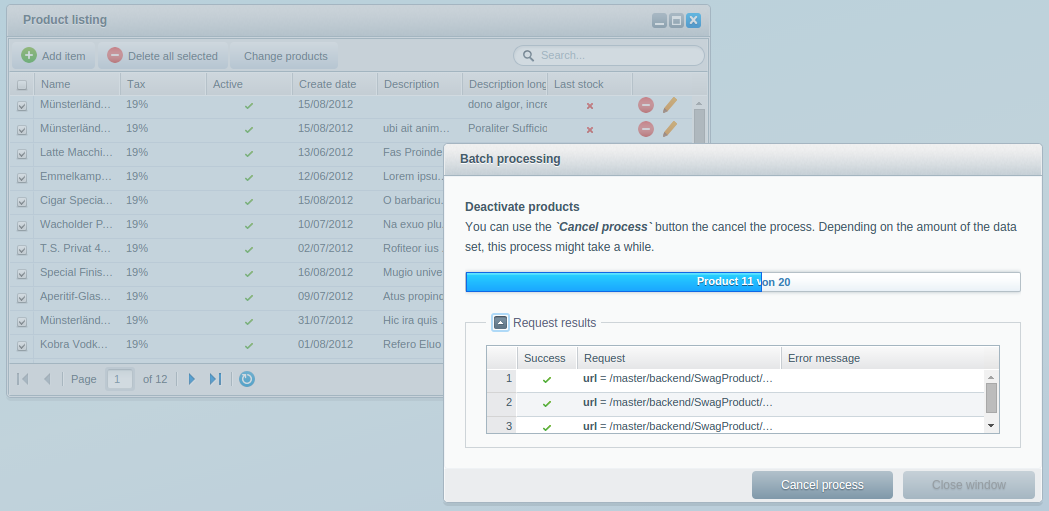 Product listing
Add item Delete all selected Change products Search...
Name Tax Active Create date Description Description long Last stock
Münsterländ... 19% 15/08/2012 dono algor, incre
Münsterländ... 19% 15/08/2012 ubi ait anim... Poraliter Sufficio
Latte Macchi... 19% 13/06/2012 Fas Proinde
Emmelkamp... 19% 12/06/2012 Lorem ipsu...
Cigar Specia... 19% 15/08/2012 O barbaricu...
Wacholder P... 19% 10/07/2012 Na exuo plu...
T.S. Privat 4... 19% 02/07/2012 Rofiteor ius
Special Finis... 19% 16/08/2012 Mugio unive
Aperitif-Glas... 19% 09/07/2012 Atus propinq
Münsterländ... 19% 31/07/2012 Hic ira quis
Kobra Vodk... 19% 01/08/2012 Refero Eluo
Page 1 of 12
Batch processing
Deactivate products
You can use the `Cancel process` button the cancel the process. Depending on the amount of the data
set, this process might take a while.
Product 11 von 20
Request results
Success Request Error message
1 url = /master/backend/SwagProduct/...
2 url = /master/backend/SwagProduct/...
3 url = /master/backend/SwagProduct/...
Cancel process Close window